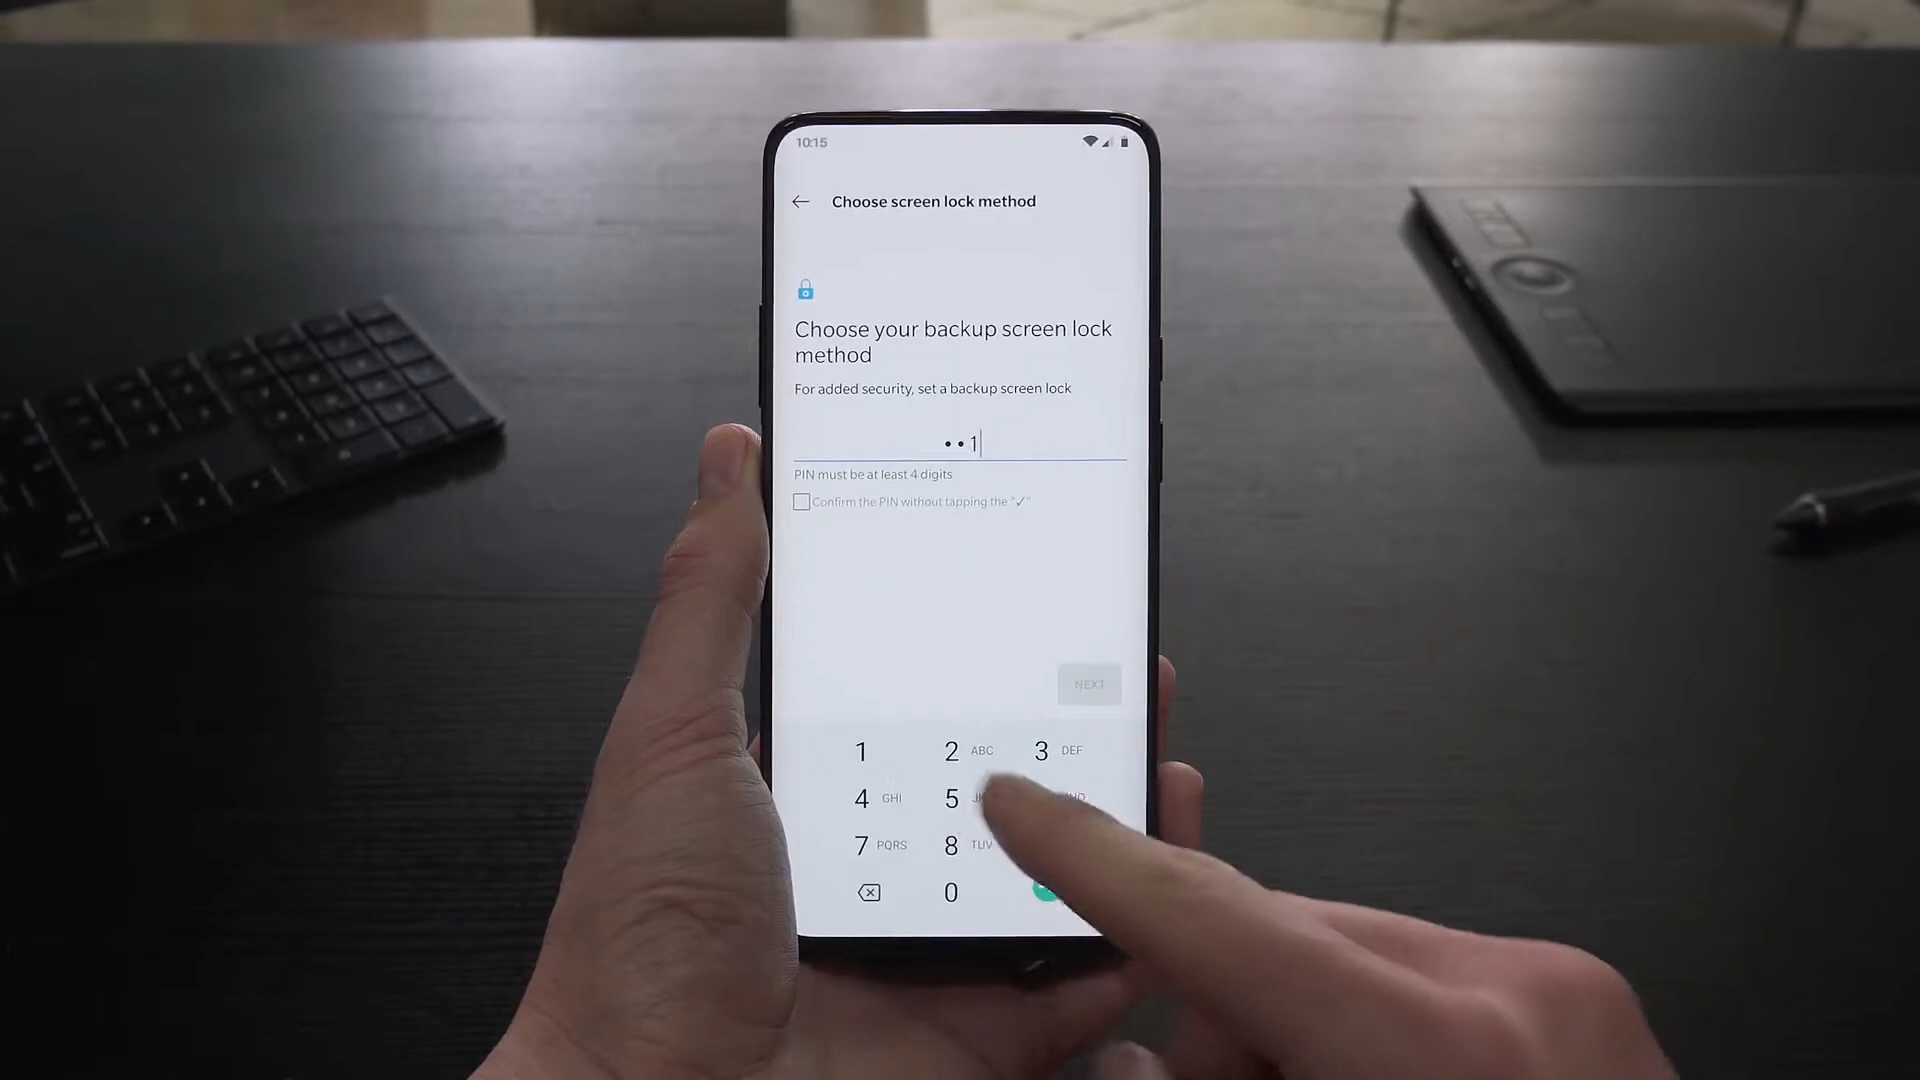 10:15
Choose screen lock method
Choose your backup screen lock
method
For added security, set a backup screen lock
••1
PIN must be at least 4 digits
Confirm the PIN without tapping the "✓"
NEXT
1 2 ABC 3 DEF
4 GHI 5
7 PQRS 8 TUV
0